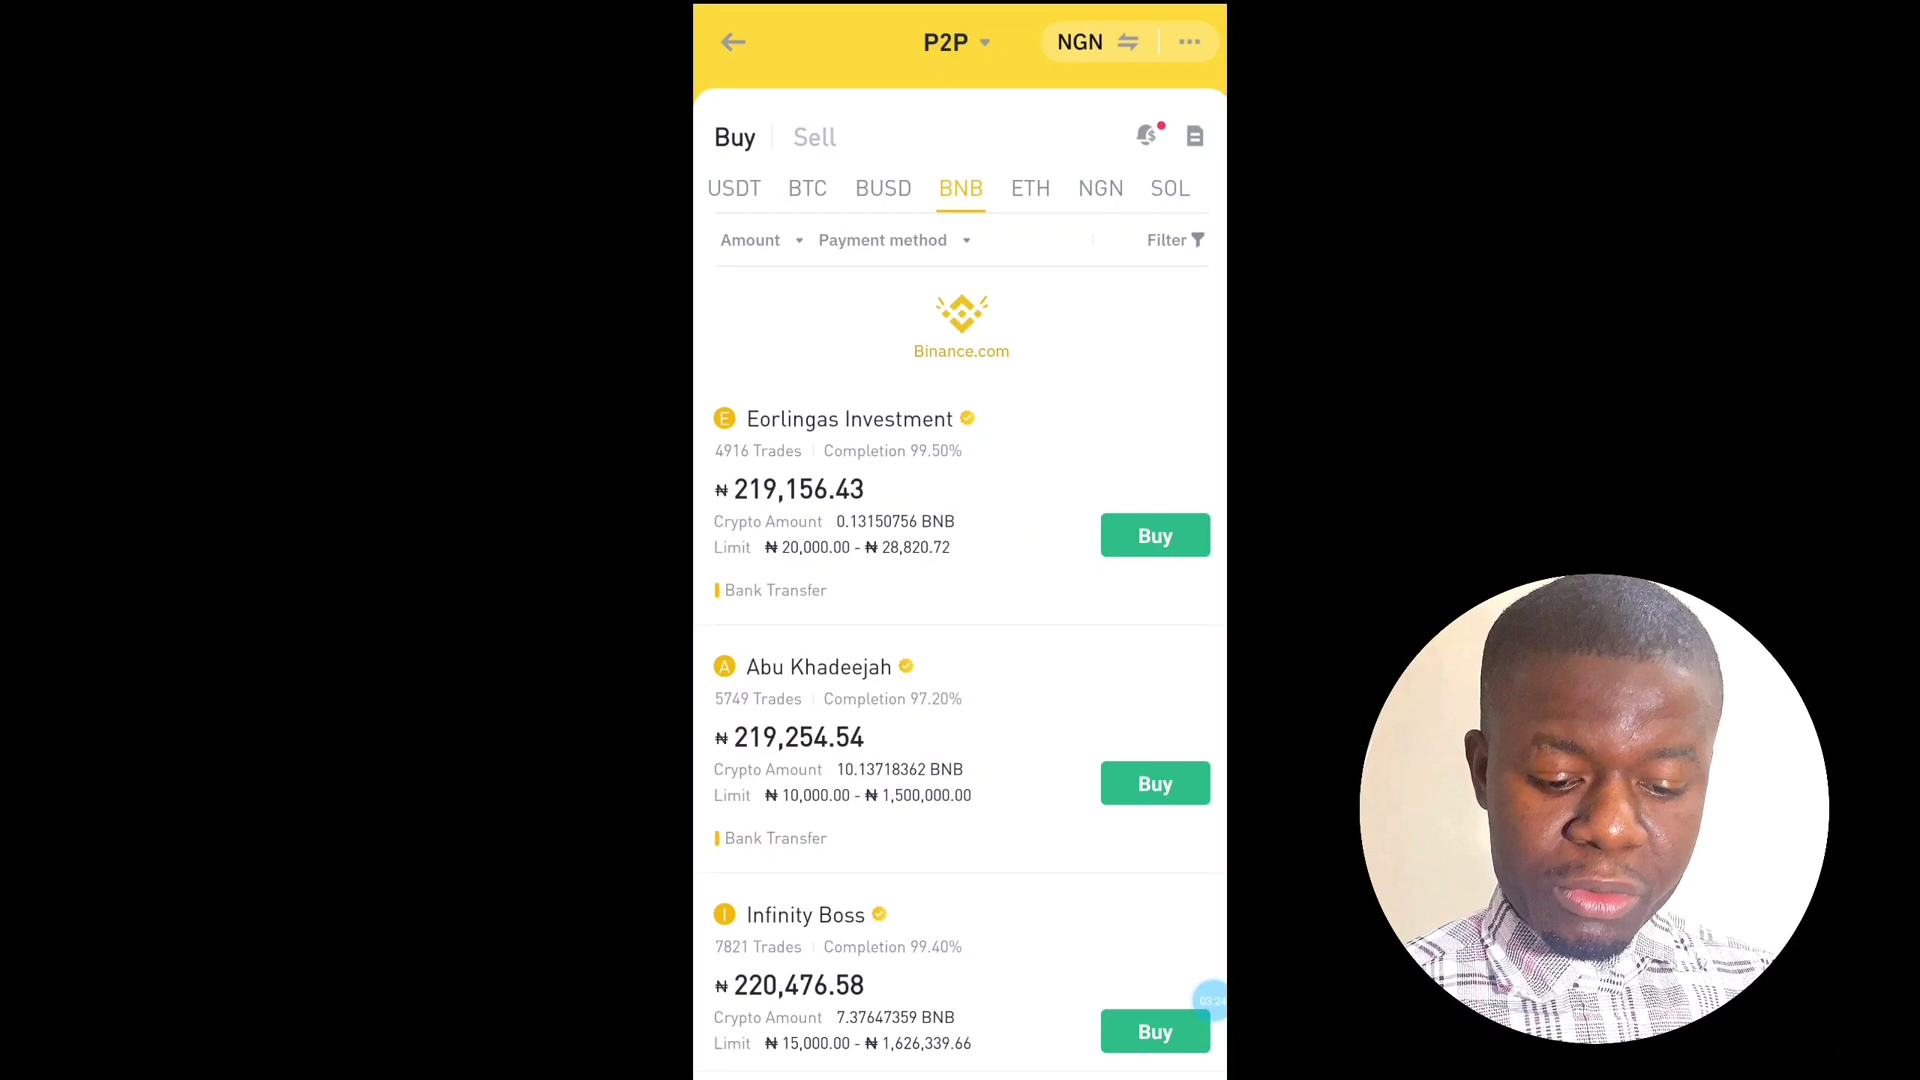 P2P
NGN
Buy
Sell
USDT BTC BUSD BNB ETH NGN SOL
Amount Payment method Filter
Binance.com
E Eorlingas Investment
4916 Trades Completion 99.50%
₦ 219,156.43
Crypto Amount 0.13150756 BNB
Limit ₦ 20,000.00 - ₦ 28,820.72
Buy
Bank Transfer
A Abu Khadeejah
5749 Trades Completion 97.20%
₦ 219,254.54
Crypto Amount 10.13718362 BNB
Limit ₦ 10,000.00 - ₦ 1,500,000.00
Buy
Bank Transfer
I Infinity Boss
7821 Trades Completion 99.40%
₦ 220,476.58
03:24
Crypto Amount 7.37647359 BNB
Limit ₦ 15,000.00 - ₦ 1,626,339.66
Buy